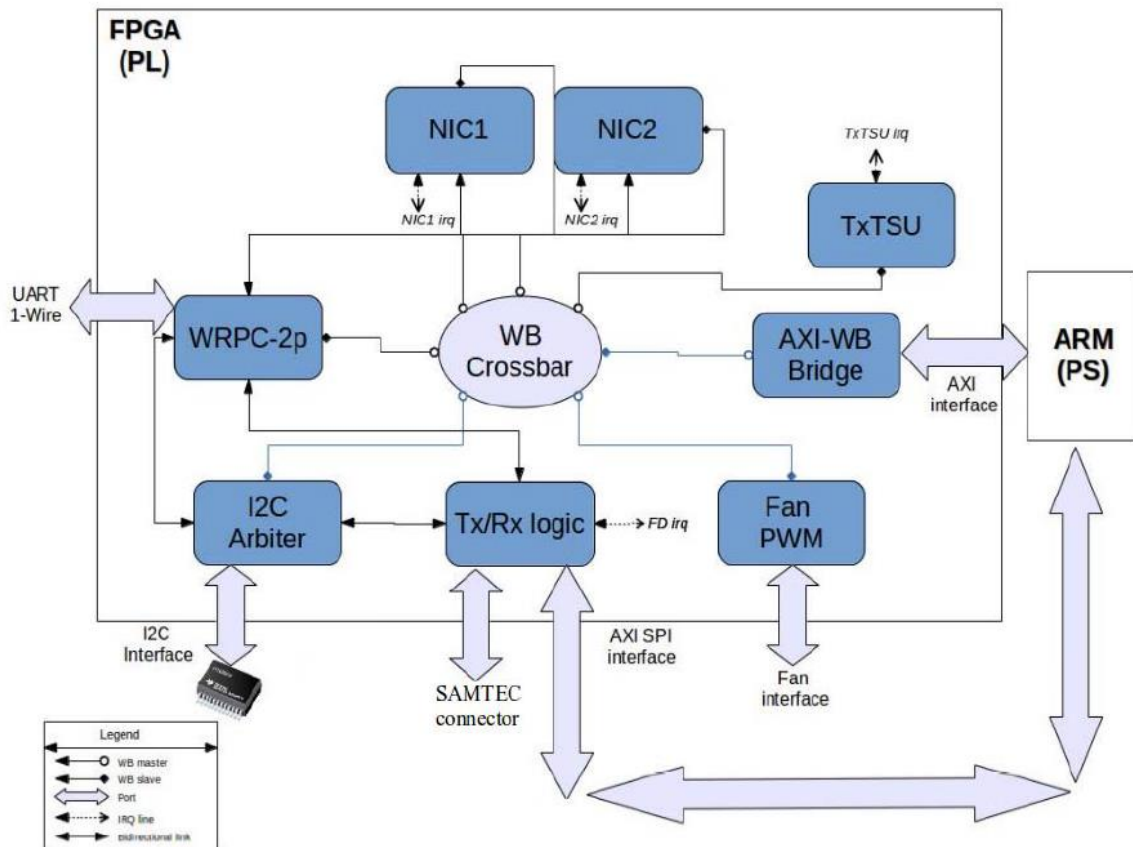 FPGA
(PL)
NIC1
NIC2
TxTSU irq
NIC1 irq
NIC2 irq
TxTSU
UART
1-Wire
WRPC-2p
WB
Crossbar
AXI-WB
Bridge
AXI
interface
ARM
(PS)
I2C
Arbiter
Tx/Rx logic
FD irq
Fan
PWM
I2C
Interface
SAMTEC
connector
AXI SPI
interface
Fan
interface
Legend
WB master
WB slave
Port
IRQ line
Bidirectional link